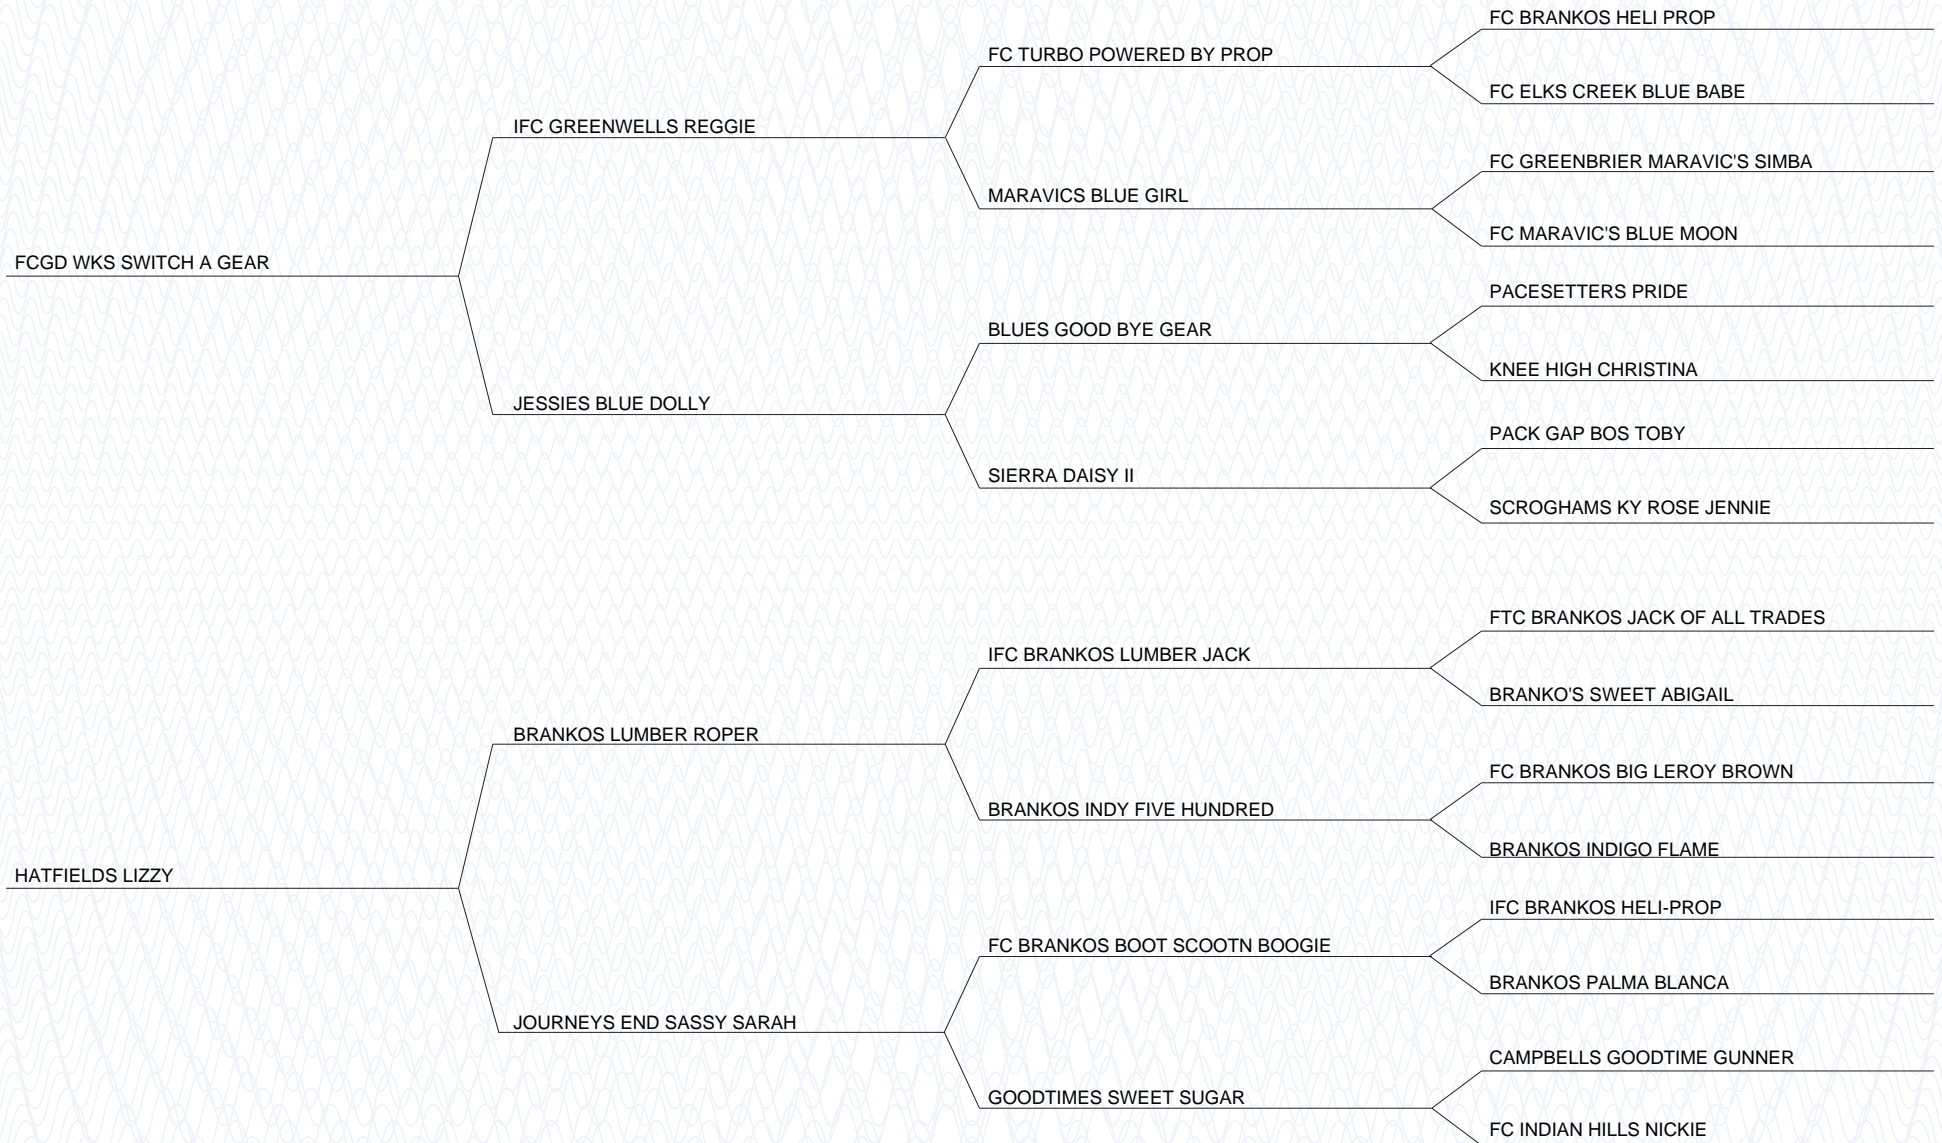 FC BRANKOS HELI PROP
FC TURBO POWERED BY PROP
FC ELKS CREEK BLUE BABE
IFC GREENWELLS REGGIE
FC GREENBRIER MARAVIC'S SIMBA
MARAVICS BLUE GIRL
FC MARAVIC'S BLUE MOON
FCGD WKS SWITCH A GEAR
PACESETTERS PRIDE
BLUES GOOD BYE GEAR
KNEE HIGH CHRISTINA
JESSIES BLUE DOLLY
PACK GAP BOS TOBY
SIERRA DAISY II
SCROGHAMS KY ROSE JENNIE
FTC BRANKOS JACK OF ALL TRADES
IFC BRANKOS LUMBER JACK
BRANKO'S SWEET ABIGAIL
BRANKOS LUMBER ROPER
FC BRANKOS BIG LEROY BROWN
BRANKOS INDY FIVE HUNDRED
BRANKOS INDIGO FLAME
HATFIELDS LIZZY
IFC BRANKOS HELI-PROP
FC BRANKOS BOOT SCOOTN BOOGIE
BRANKOS PALMA BLANCA
JOURNEYS END SASSY SARAH
CAMPBELLS GOODTIME GUNNER
GOODTIMES SWEET SUGAR
FC INDIAN HILLS NICKIE